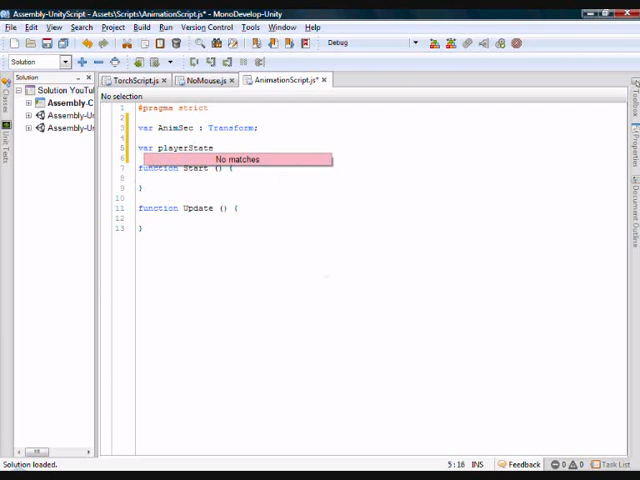 Assembly-UnityScript - Assets\Scripts\AnimationScript.js* - MonoDevelop-Unity
File Edit View Search Project Build Run Version Control Tools Window Help
Debug
Solution
Solution
TorchScript.js × NoMouse.js × AnimationScript.js* ×
Solution YouTu
Assembly-C
Assembly-Ur
Assembly-Ur
No selection
1 #pragma strict
2
3 var AnimSec : Transform;
4
5 var playerState
6 No matches
7 function Start () {
8
9 }
10
11 function Update () {
12
13 }
Classes
Unit Tests
Toolbox
Properties
Document Outline
Solution loaded.
5 : 16 INS
Feedback
0 0
Task List